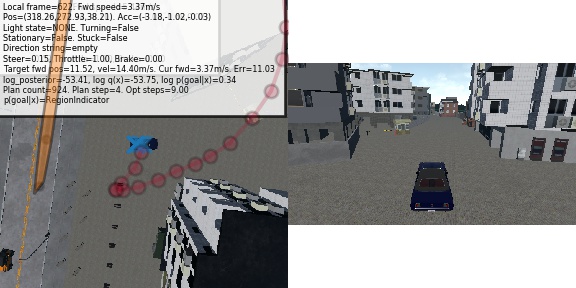 Local frame=622. Fwd speed=3.37m/s
Pos=(318.26,272.93,38.21). Acc=(-3.18,-1.02,-0.03)
Light state=NONE. Turning=False
Stationary=False. Stuck=False
Direction string=empty
Steer=0.15, Throttle=1.00, Brake=0.00
Target fwd pos=11.52, vel=14.40m/s. Cur fwd=3.37m/s. Err=11.03
log_posterior=-53.41, log q(x)=-53.75, log p(goal|x)=0.34
Plan count=924. Plan step=4. Opt steps=9.00
p(goal|x)=RegionIndicator